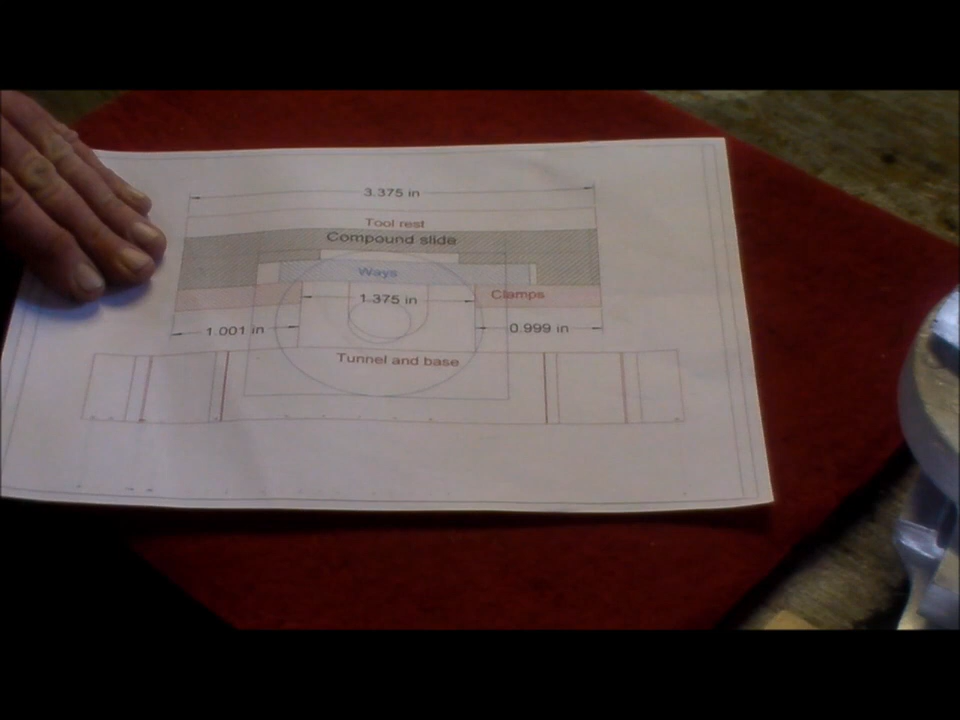 3.375 in
Tool rest
Compound slide
Ways
Clamps
1.375 in
1.001 in
0.999 in
Tunnel and base